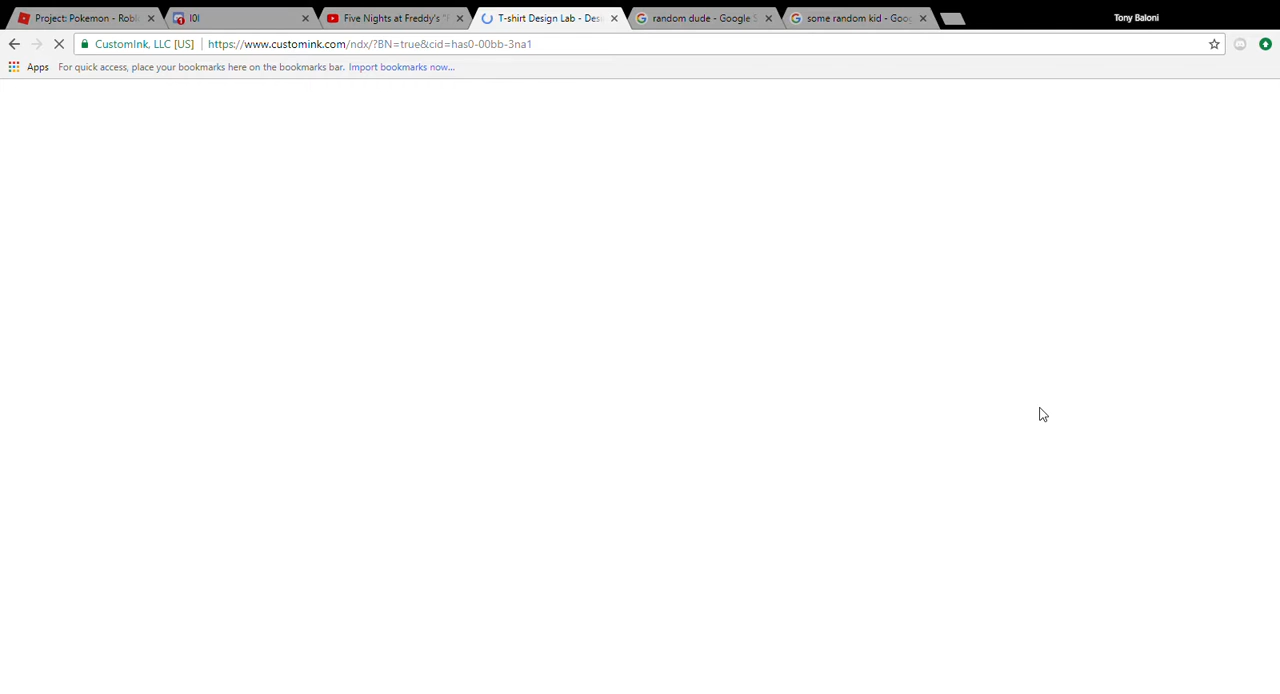 Project: Pokemon - Robl
IOI
Five Nights at Freddy's "
T-shirt Design Lab - Des
random dude - Google S
some random kid - Goog
Tony Baloni
CustomInk, LLC [US] https://www.customink.com/ndx/?BN=true&cid=has0-00bb-3na1
Apps For quick access, place your bookmarks here on the bookmarks bar. Import bookmarks now...